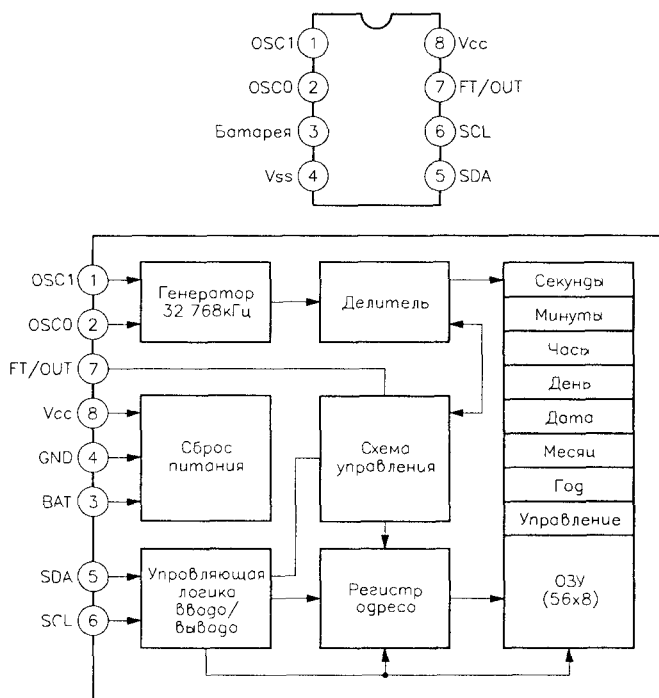 OSC1 1 8 Vcc
OSC0 2 7 FT/OUT
Батарея 3 6 SCL
Vss 4 5 SDA
OSC1 1
OSC0 2
FT/OUT 7
Vcc 8
GND 4
BAT 3
SDA 5
SCL 6
Генератор
32 768кГц
Делитель
Сброс
питания
Схема
управления
Управляющая
логика
ввода/
вывода
Регистр
адреса
Секунды
Минуты
Часы
День
Дата
Месяц
Год
Управление
ОЗУ
(56x8)